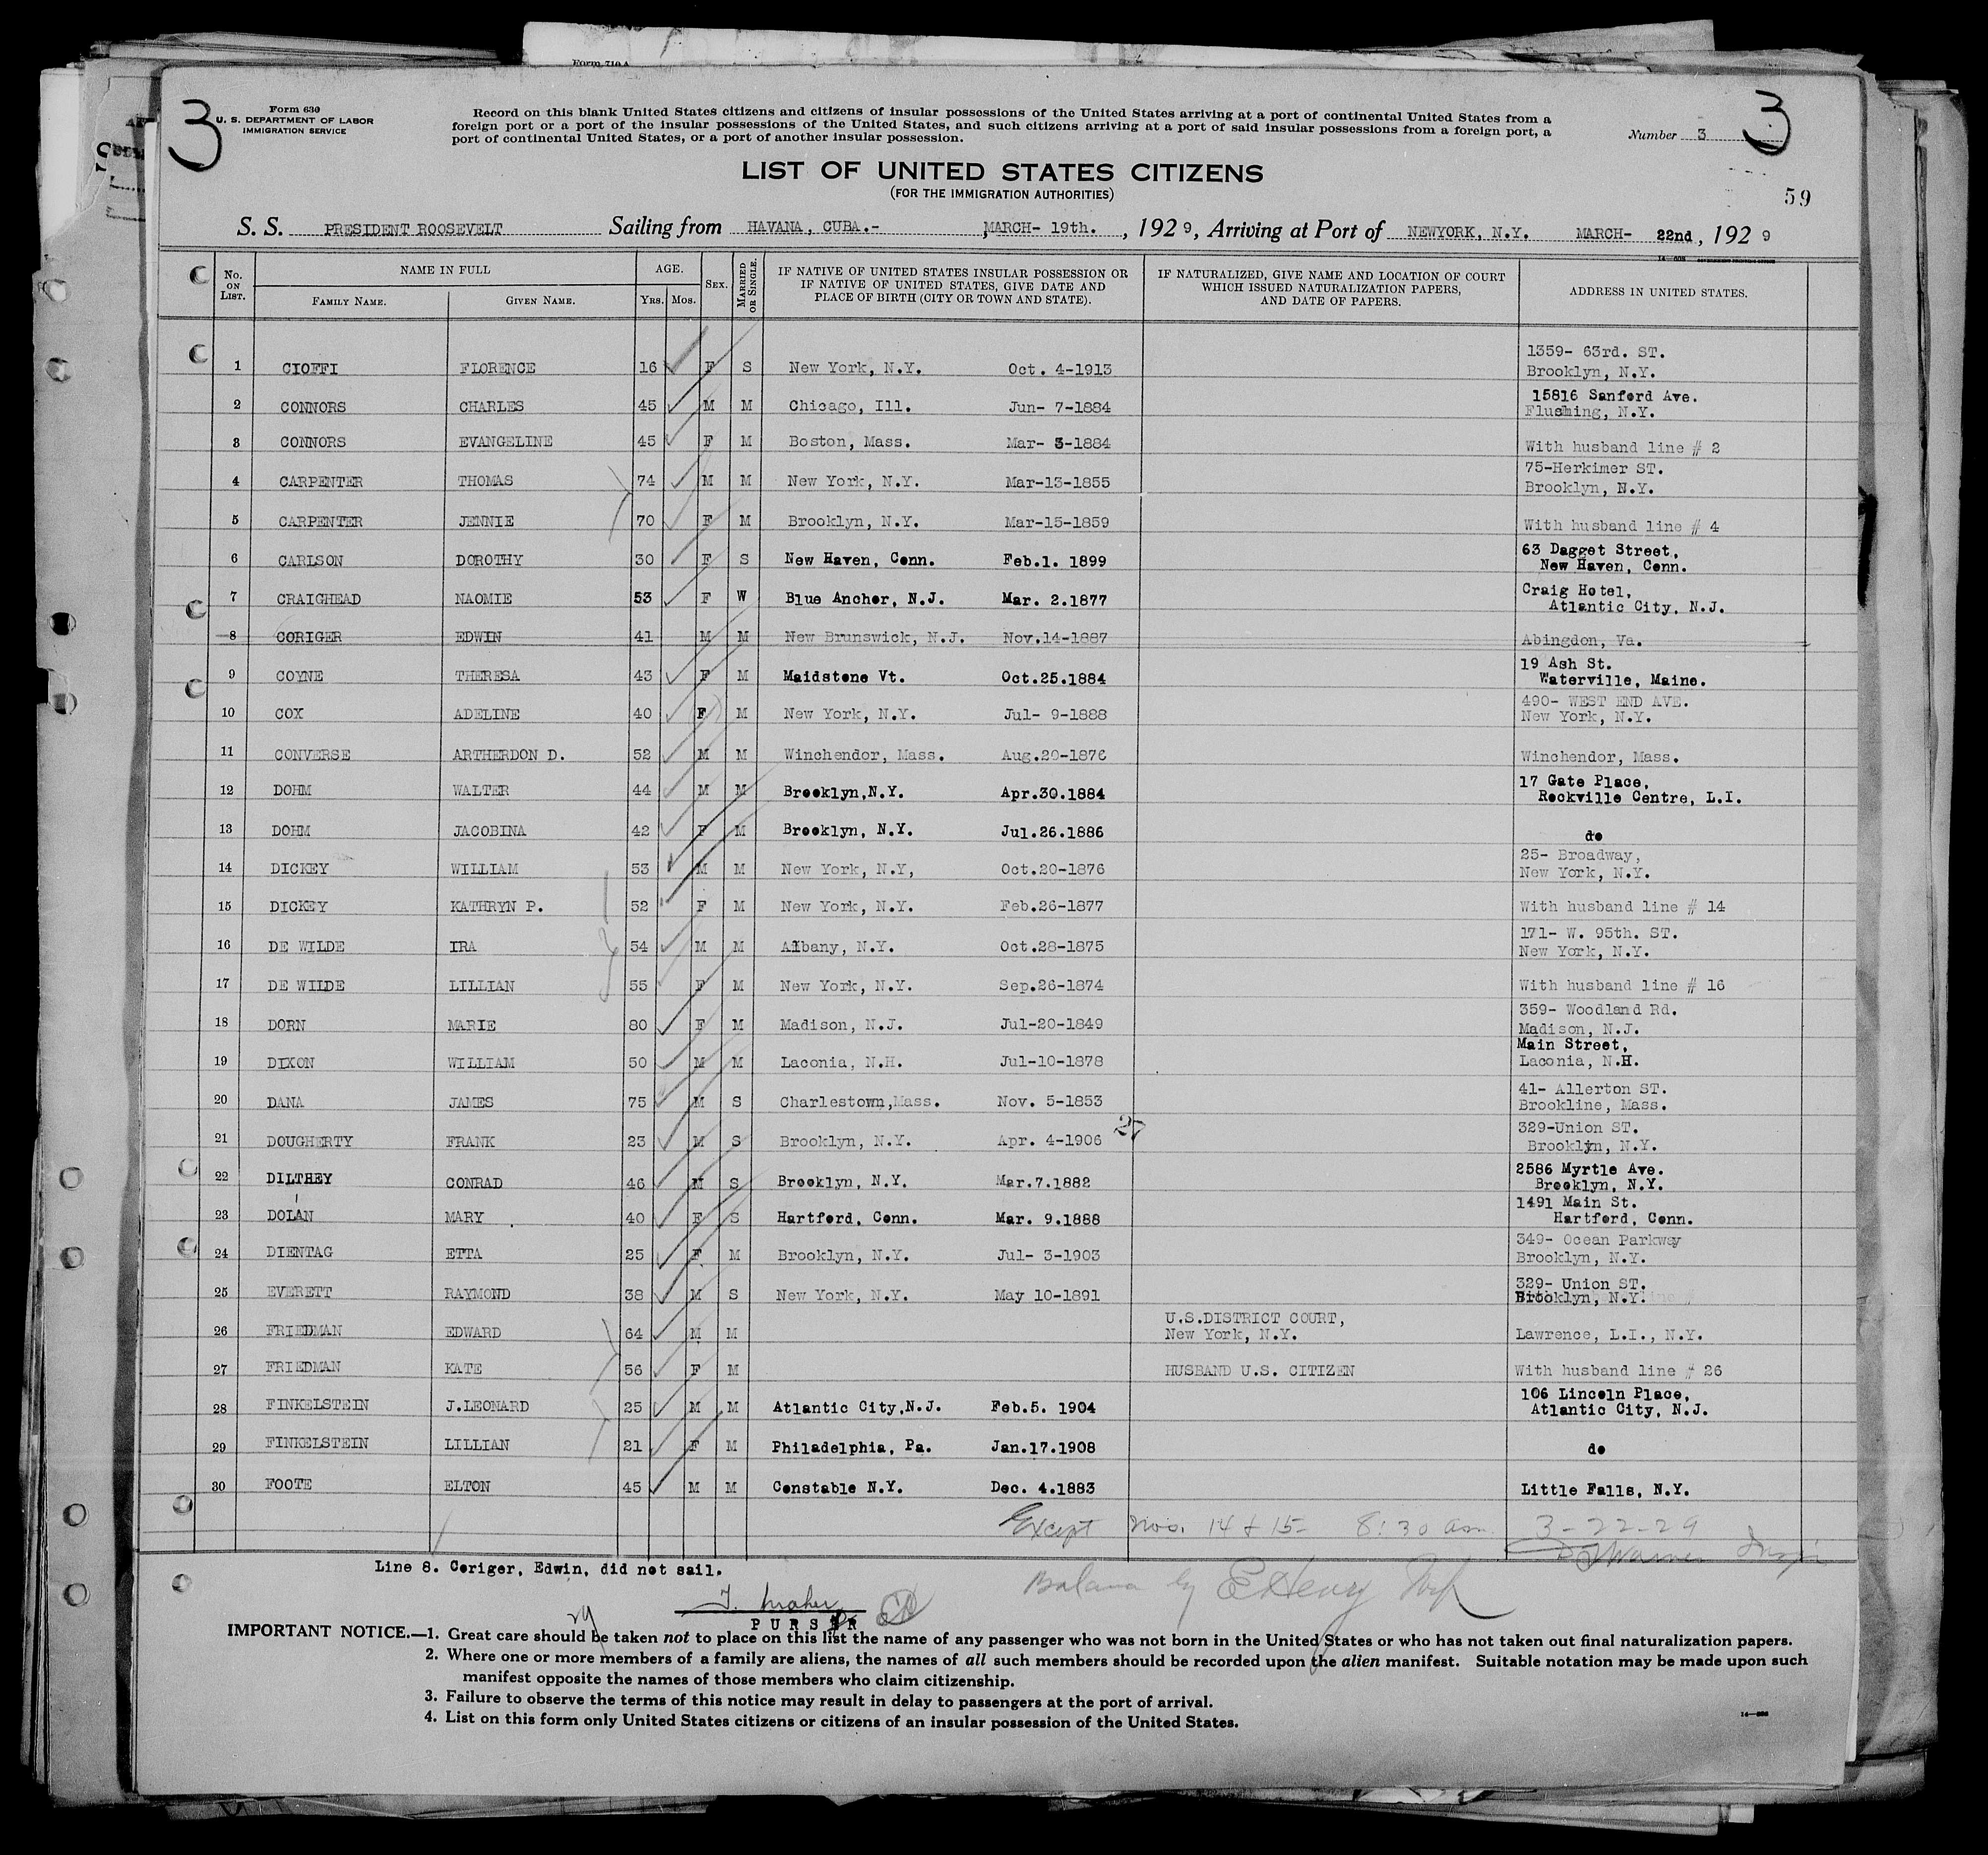 Form 710A
3
Form 630
U. S. DEPARTMENT OF LABOR
IMMIGRATION SERVICE
Record on this blank United States citizens and citizens of insular possessions of the United States arriving at a port of continental United States from a
foreign port or a port of the insular possessions of the United States, and such citizens arriving at a port of said insular possessions from a foreign port, a
port of continental United States, or a port of another insular possession.
Number 3
3
LIST OF UNITED STATES CITIZENS
(FOR THE IMMIGRATION AUTHORITIES)
59
S. S. PRESIDENT ROOSEVELT Sailing from HAVANA, CUBA.- MARCH- 19th. , 1929, Arriving at Port of NEWYORK, N.Y. MARCH- 22nd, 1929
No. ON LIST. NAME IN FULL FAMILY NAME. GIVEN NAME. AGE. Yrs. Mos. SEX. MARRIED OR SINGLE. IF NATIVE OF UNITED STATES INSULAR POSSESSION OR IF NATIVE OF UNITED STATES, GIVE DATE AND PLACE OF BIRTH (CITY OR TOWN AND STATE). IF NATURALIZED, GIVE NAME AND LOCATION OF COURT WHICH ISSUED NATURALIZATION PAPERS, AND DATE OF PAPERS. ADDRESS IN UNITED STATES.
1 CIOFFI FLORENCE 16 F S New York, N.Y. Oct. 4-1913 1359- 63rd. ST. Brooklyn, N.Y.
2 CONNORS CHARLES 45 M M Chicago, Ill. Jun- 7-1884 15816 Sanford Ave. Flushing, N.Y.
3 CONNORS EVANGELINE 45 F M Boston, Mass. Mar- 3-1884 With husband line # 2
4 CARPENTER THOMAS 74 M M New York, N.Y. Mar-13-1855 75-Herkimer ST. Brooklyn, N.Y.
5 CARPENTER JENNIE 70 F M Brooklyn, N.Y. Mar-15-1859 With husband line # 4
6 CARLSON DOROTHY 30 F S New Haven, Conn. Feb.1. 1899 63 Dagget Street, New Haven, Conn.
7 CRAIGHEAD NAOMIE 53 F W Blue Anchor, N.J. Mar. 2.1877 Craig Hotel, Atlantic City, N.J.
8 CORIGER EDWIN 41 M M New Brunswick, N.J. Nov.14-1887 Abingdon, Va.
9 COYNE THERESA 43 F M Maidstone Vt. Oct.25.1884 19 Ash St. Waterville, Maine.
10 COX ADELINE 40 F M New York, N.Y. Jul- 9-1888 490- WEST END AVE. New York, N.Y.
11 CONVERSE ARTHERDON D. 52 M M Winchendor, Mass. Aug.20-1876 Winchendor, Mass.
12 DOHM WALTER 44 M M Brooklyn,N.Y. Apr.30.1884 17 Gate Place, Rockville Centre, L.I.
13 DOHM JACOBINA 42 F M Brooklyn, N.Y. Jul.26.1886 do
14 DICKEY WILLIAM 53 M M New York, N.Y, Oct.20-1876 25- Broadway, New York, N.Y.
15 DICKEY KATHRYN P. 52 F M New York, N.Y. Feb.26-1877 With husband line # 14
16 DE WILDE IRA 54 M M Albany, N.Y. Oct.28-1875 171- W. 95th. ST. New York, N.Y.
17 DE WILDE LILLIAN 55 F M New York, N.Y. Sep.26-1874 With husband line # 16
18 DORN MARIE 80 F M Madison, N.J. Jul-20-1849 359- Woodland Rd. Madison, N.J.
19 DIXON WILLIAM 50 M M Laconia, N.H. Jul-10-1878 Main Street, Laconia, N.H.
20 DANA JAMES 75 M S Charlestown,Mass. Nov. 5-1853 41- Allerton ST. Brookline, Mass.
21 DOUGHERTY FRANK 23 M S Brooklyn, N.Y. Apr. 4-1906 27 329-Union ST. Brooklyn, N.Y.
22 DILTHEY CONRAD 46 M S Brooklyn, N.Y. Mar.7.1882 2586 Myrtle Ave. Brooklyn, N.Y.
23 DOLAN MARY 40 F S Hartford, Conn. Mar. 9.1888 1491 Main St. Hartford, Conn.
24 DIENTAG ETTA 25 F M Brooklyn, N.Y. Jul- 3-1903 349- Ocean Parkway Brooklyn, N.Y.
25 EVERETT RAYMOND 38 M S New York, N.Y. May 10-1891 329- Union ST. Brooklyn, N.Y.
26 FRIEDMAN EDWARD 64 M M U.S.DISTRICT COURT, New York, N.Y. Lawrence, L.I., N.Y.
27 FRIEDMAN KATE 56 F M HUSBAND U.S. CITIZEN With husband line # 26
28 FINKELSTEIN J.LEONARD 25 M M Atlantic City,N.J. Feb.5. 1904 106 Lincoln Place, Atlantic City, N.J.
29 FINKELSTEIN LILLIAN 21 F M Philadelphia, Pa. Jan.17.1908 do
30 FOOTE ELTON 45 M M Constable N.Y. Dec. 4.1883 Little Falls, N.Y.
Except Nos. 14 + 15- 8:30 am 3-22-29
Line 8. Coriger, Edwin, did not sail.
PURSER
IMPORTANT NOTICE.—1. Great care should be taken not to place on this list the name of any passenger who was not born in the United States or who has not taken out final naturalization papers.
2. Where one or more members of a family are aliens, the names of all such members should be recorded upon the alien manifest. Suitable notation may be made upon such
manifest opposite the names of those members who claim citizenship.
3. Failure to observe the terms of this notice may result in delay to passengers at the port of arrival.
4. List on this form only United States citizens or citizens of an insular possession of the United States.